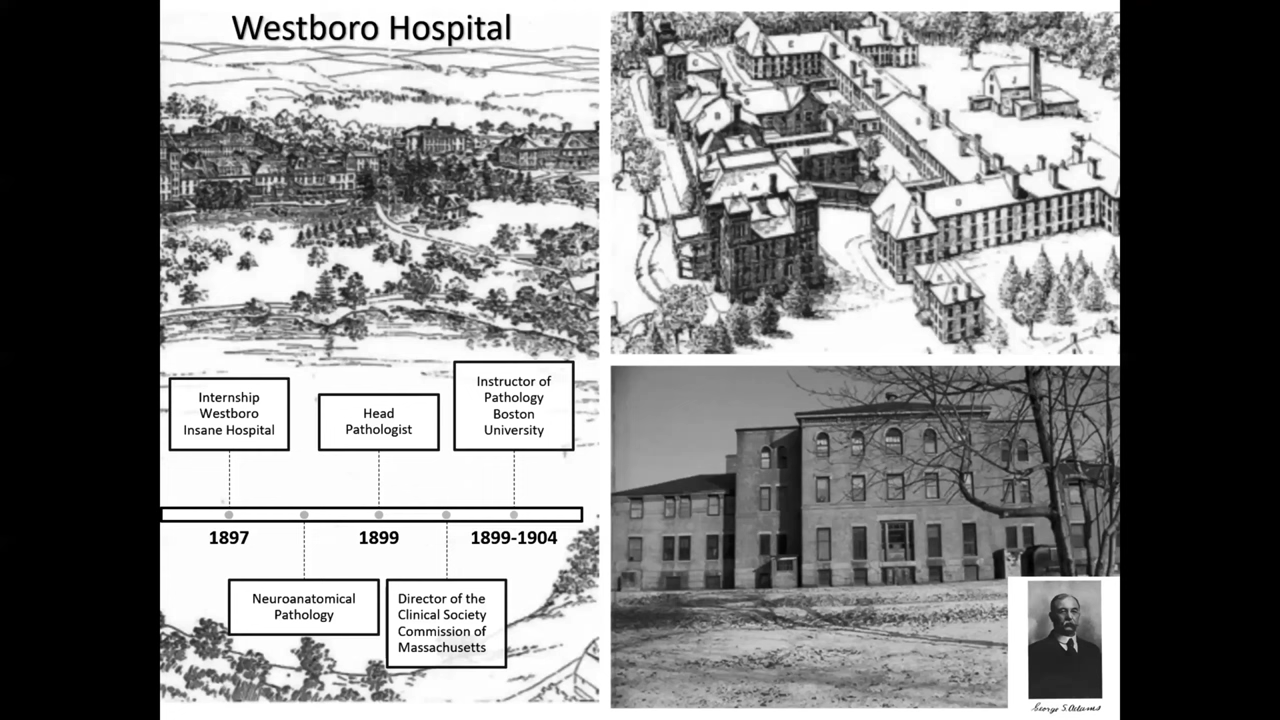 Westboro Hospital
Internship
Westboro
Insane Hospital
Head
Pathologist
Instructor of
Pathology
Boston
University
1897
1899
1899-1904
Neuroanatomical
Pathology
Director of the
Clinical Society
Commission of
Massachusetts
George S. Adams